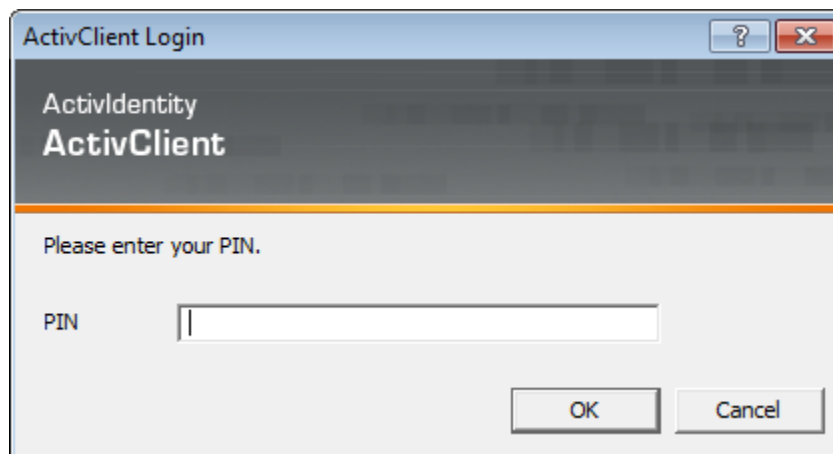 ActivClient Login
ActivIdentity
ActivClient
Please enter your PIN.
PIN
OK Cancel